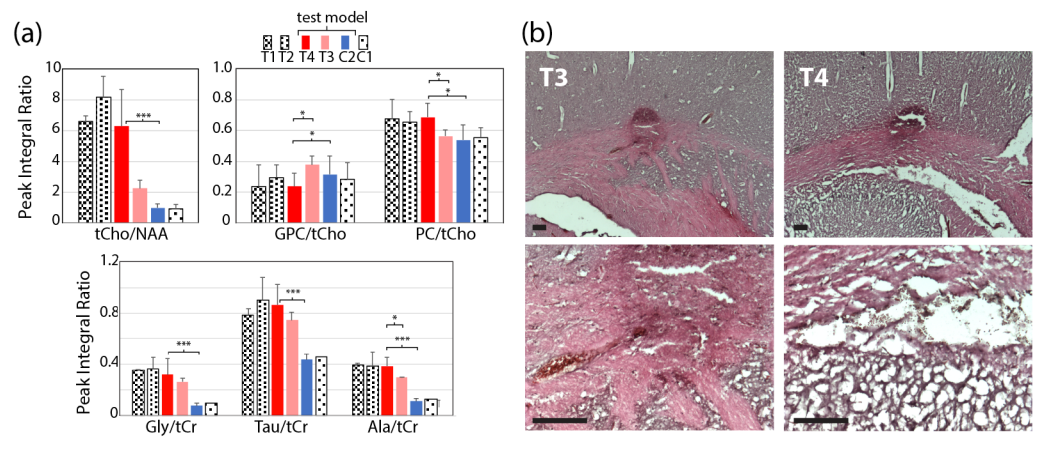 (a)
test model
T1 T2 T4 T3 C2 C1
Peak Integral Ratio
10
8
6
4
2
0
***
tCho/NAA
1.0
0.8
0.6
0.4
0.2
0
*
*
*
*
GPC/tCho PC/tCho
Peak Integral Ratio
1.2
0.8
0.4
0
***
***
*
***
Gly/tCr Tau/tCr Ala/tCr
(b)
T3 T4